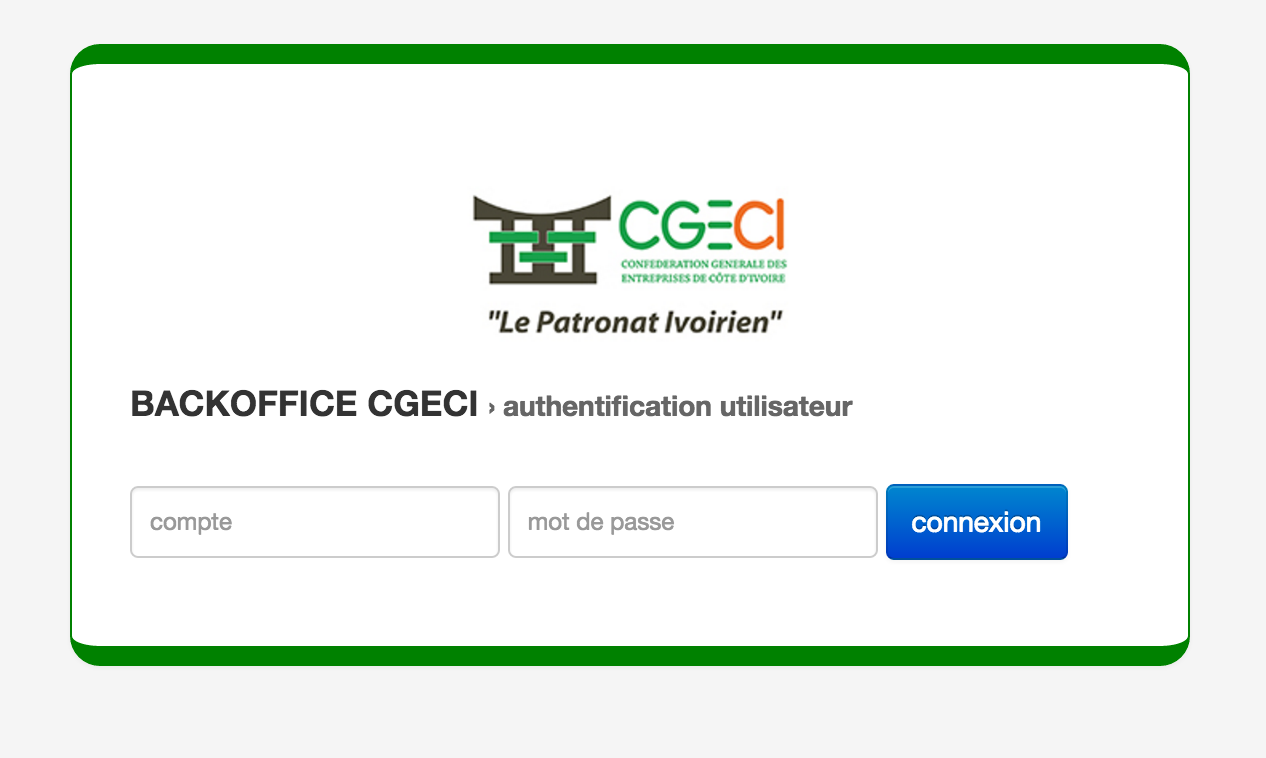 CGECI
CONFEDERATION GENERALE DES
ENTREPRISES DE CÔTE D'IVOIRE
"Le Patronat Ivoirien"
BACKOFFICE CGECI › authentification utilisateur
compte mot de passe connexion